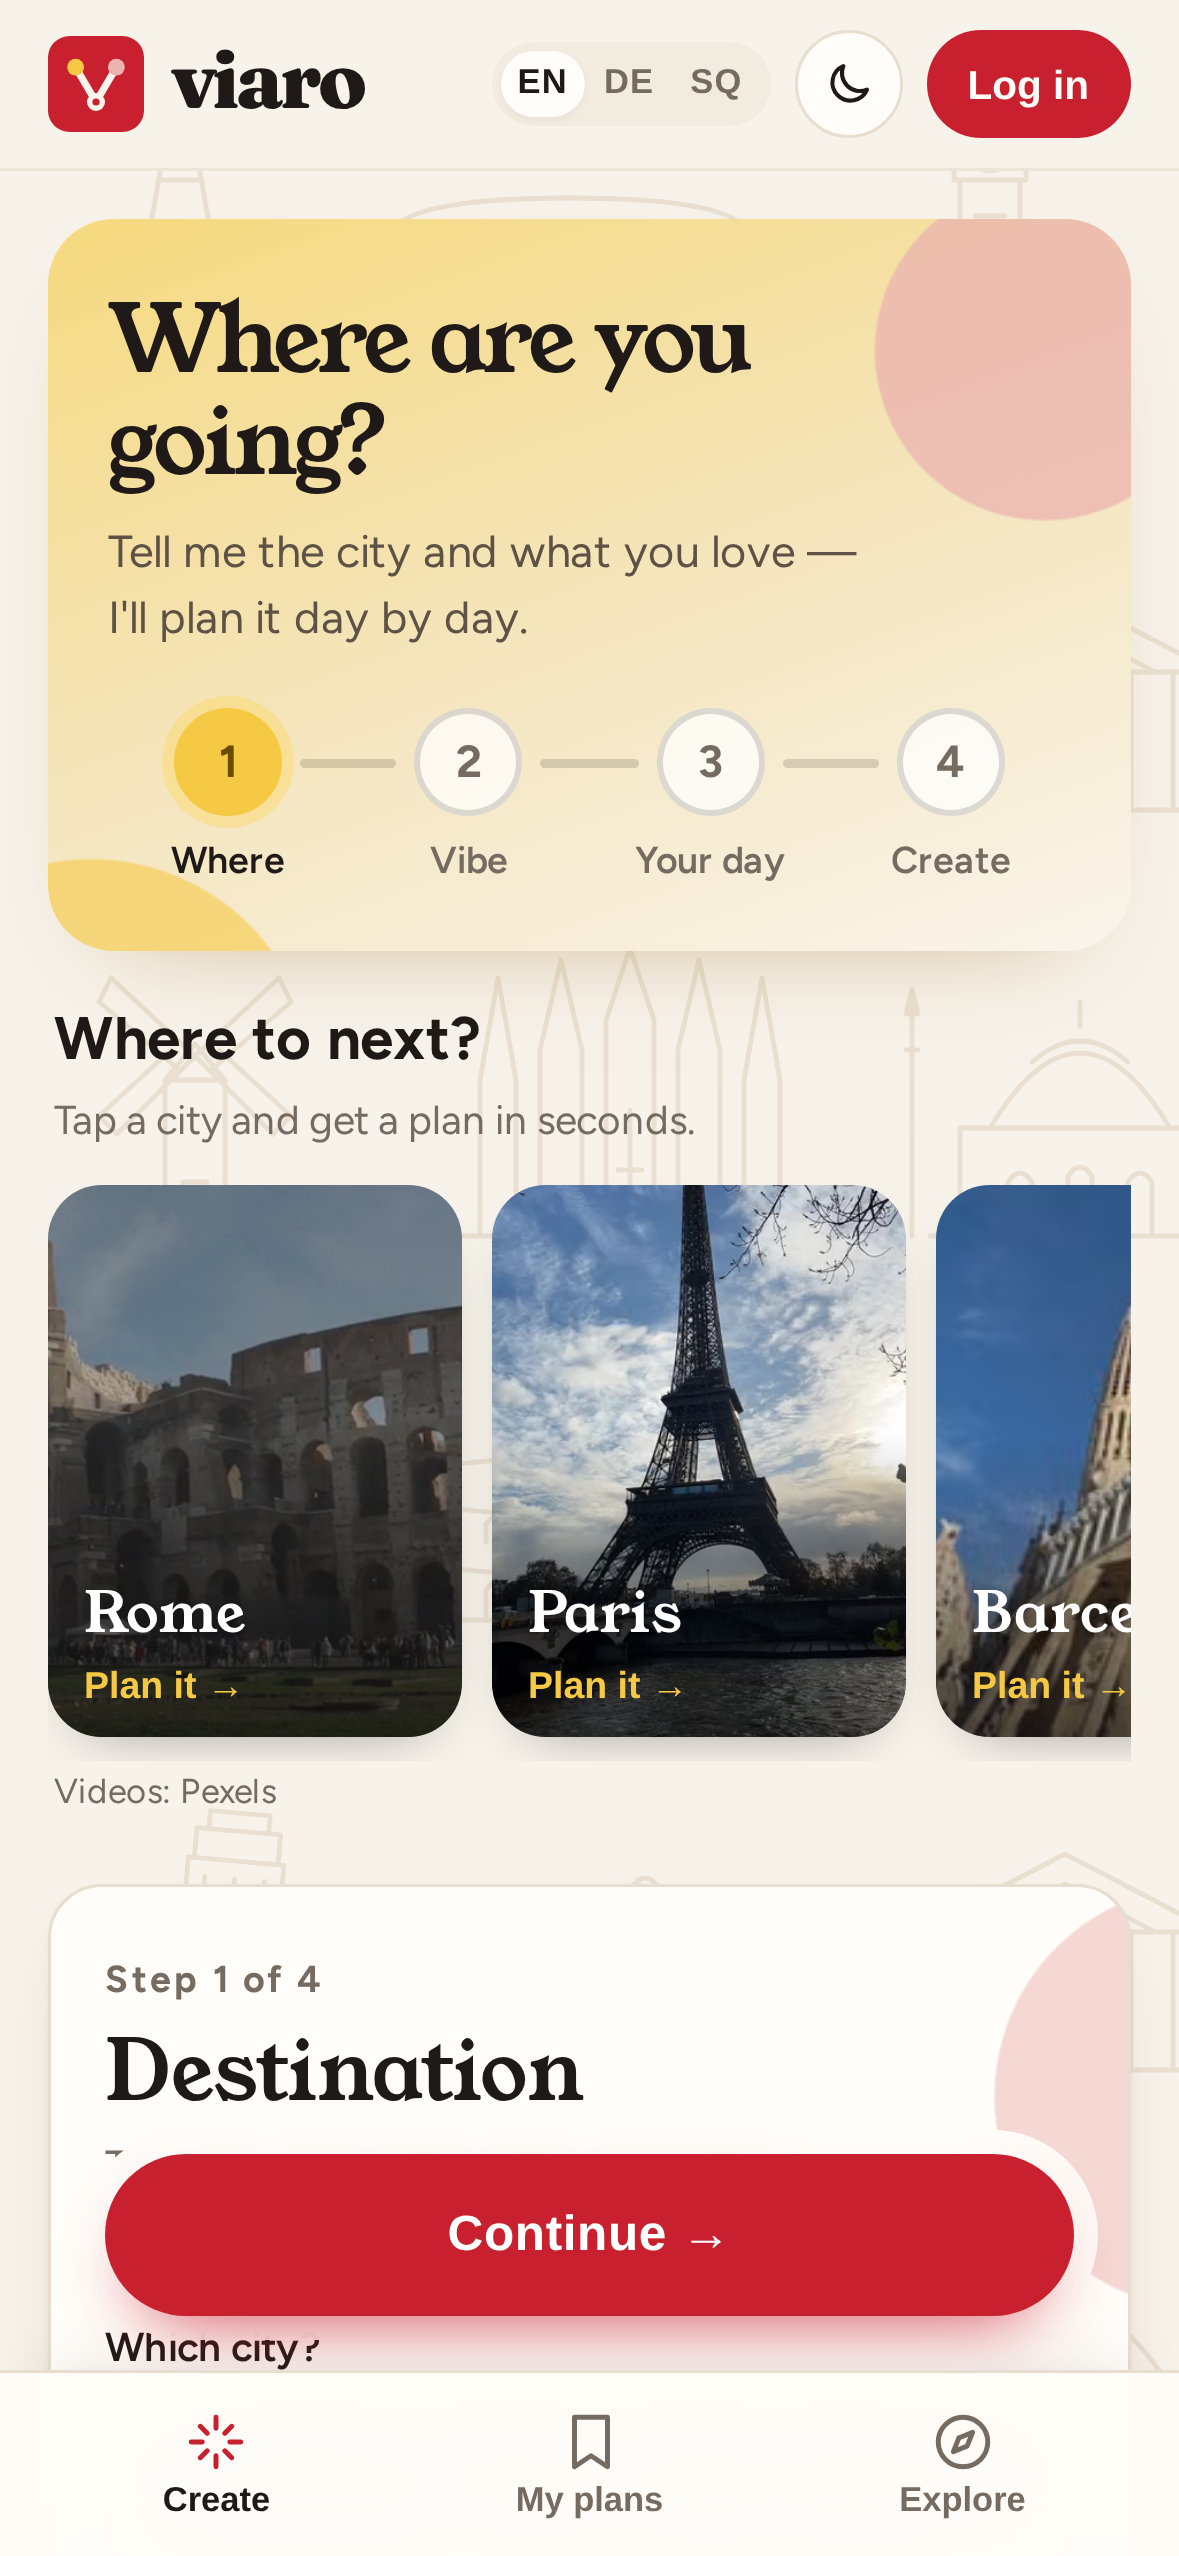 viaro
EN DE SQ
Log in
Where are you
going?
Tell me the city and what you love —
I'll plan it day by day.
1 2 3 4
Where Vibe Your day Create
Where to next?
Tap a city and get a plan in seconds.
Rome Paris Barce
Plan it → Plan it → Plan it →
Videos: Pexels
Step 1 of 4
Destination
Continue →
Which city?
Create My plans Explore